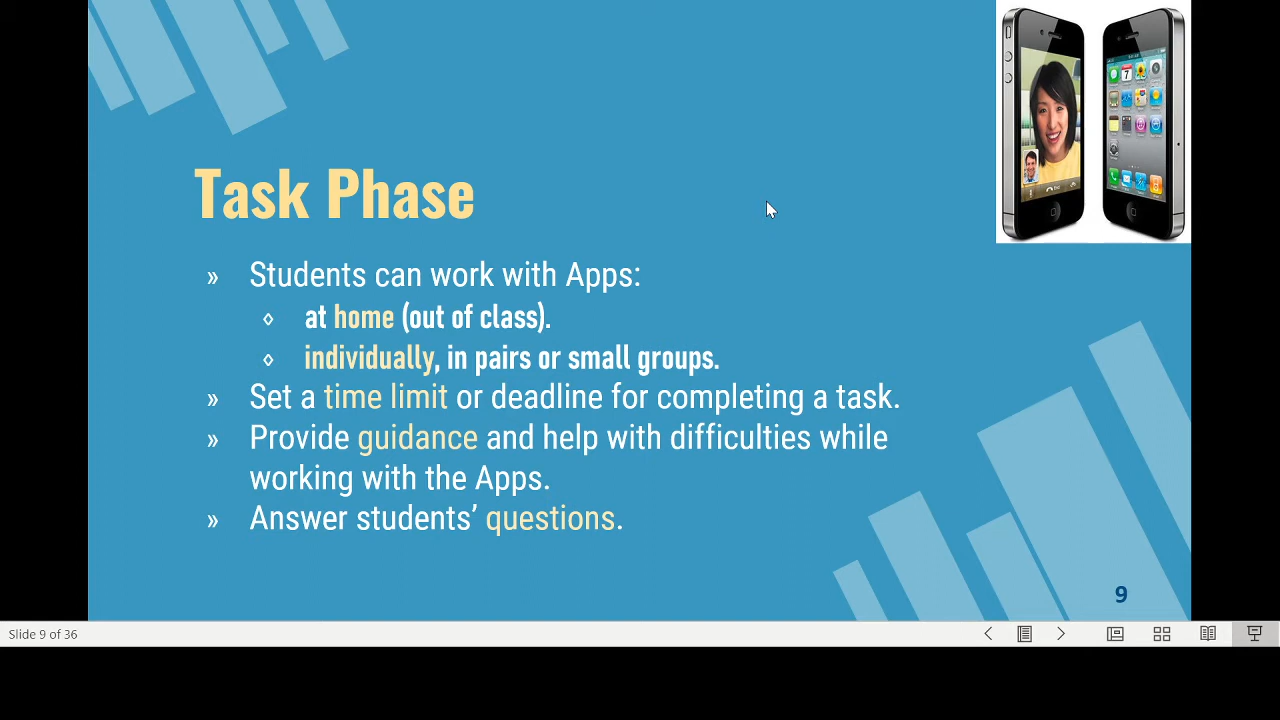 Task Phase
» Students can work with Apps:
◊ at home (out of class).
◊ individually, in pairs or small groups.
» Set a time limit or deadline for completing a task.
» Provide guidance and help with difficulties while
working with the Apps.
» Answer students’ questions.
9
Slide 9 of 36